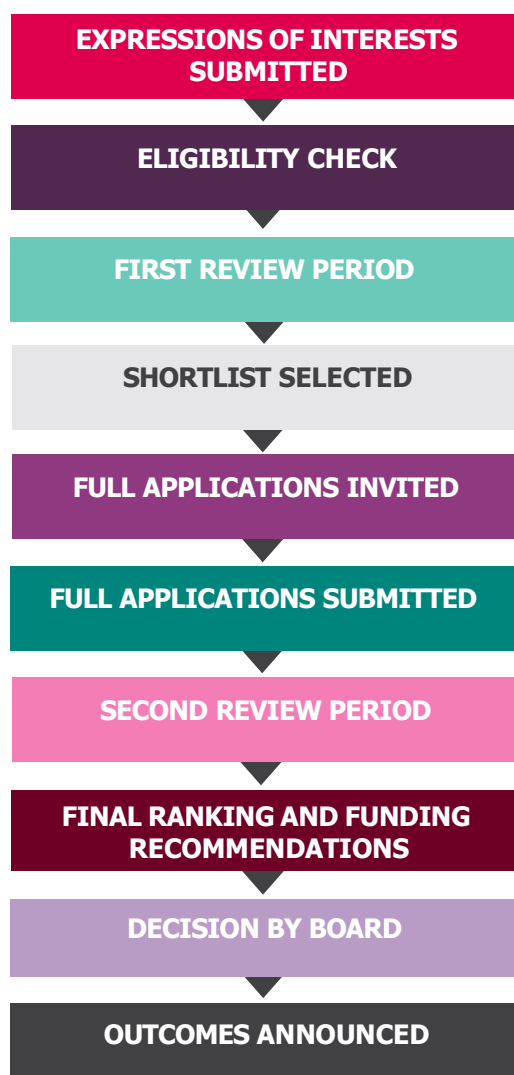 EXPRESSIONS OF INTERESTS
SUBMITTED
ELIGIBILITY CHECK
FIRST REVIEW PERIOD
SHORTLIST SELECTED
FULL APPLICATIONS INVITED
FULL APPLICATIONS SUBMITTED
SECOND REVIEW PERIOD
FINAL RANKING AND FUNDING
RECOMMENDATIONS
DECISION BY BOARD
OUTCOMES ANNOUNCED